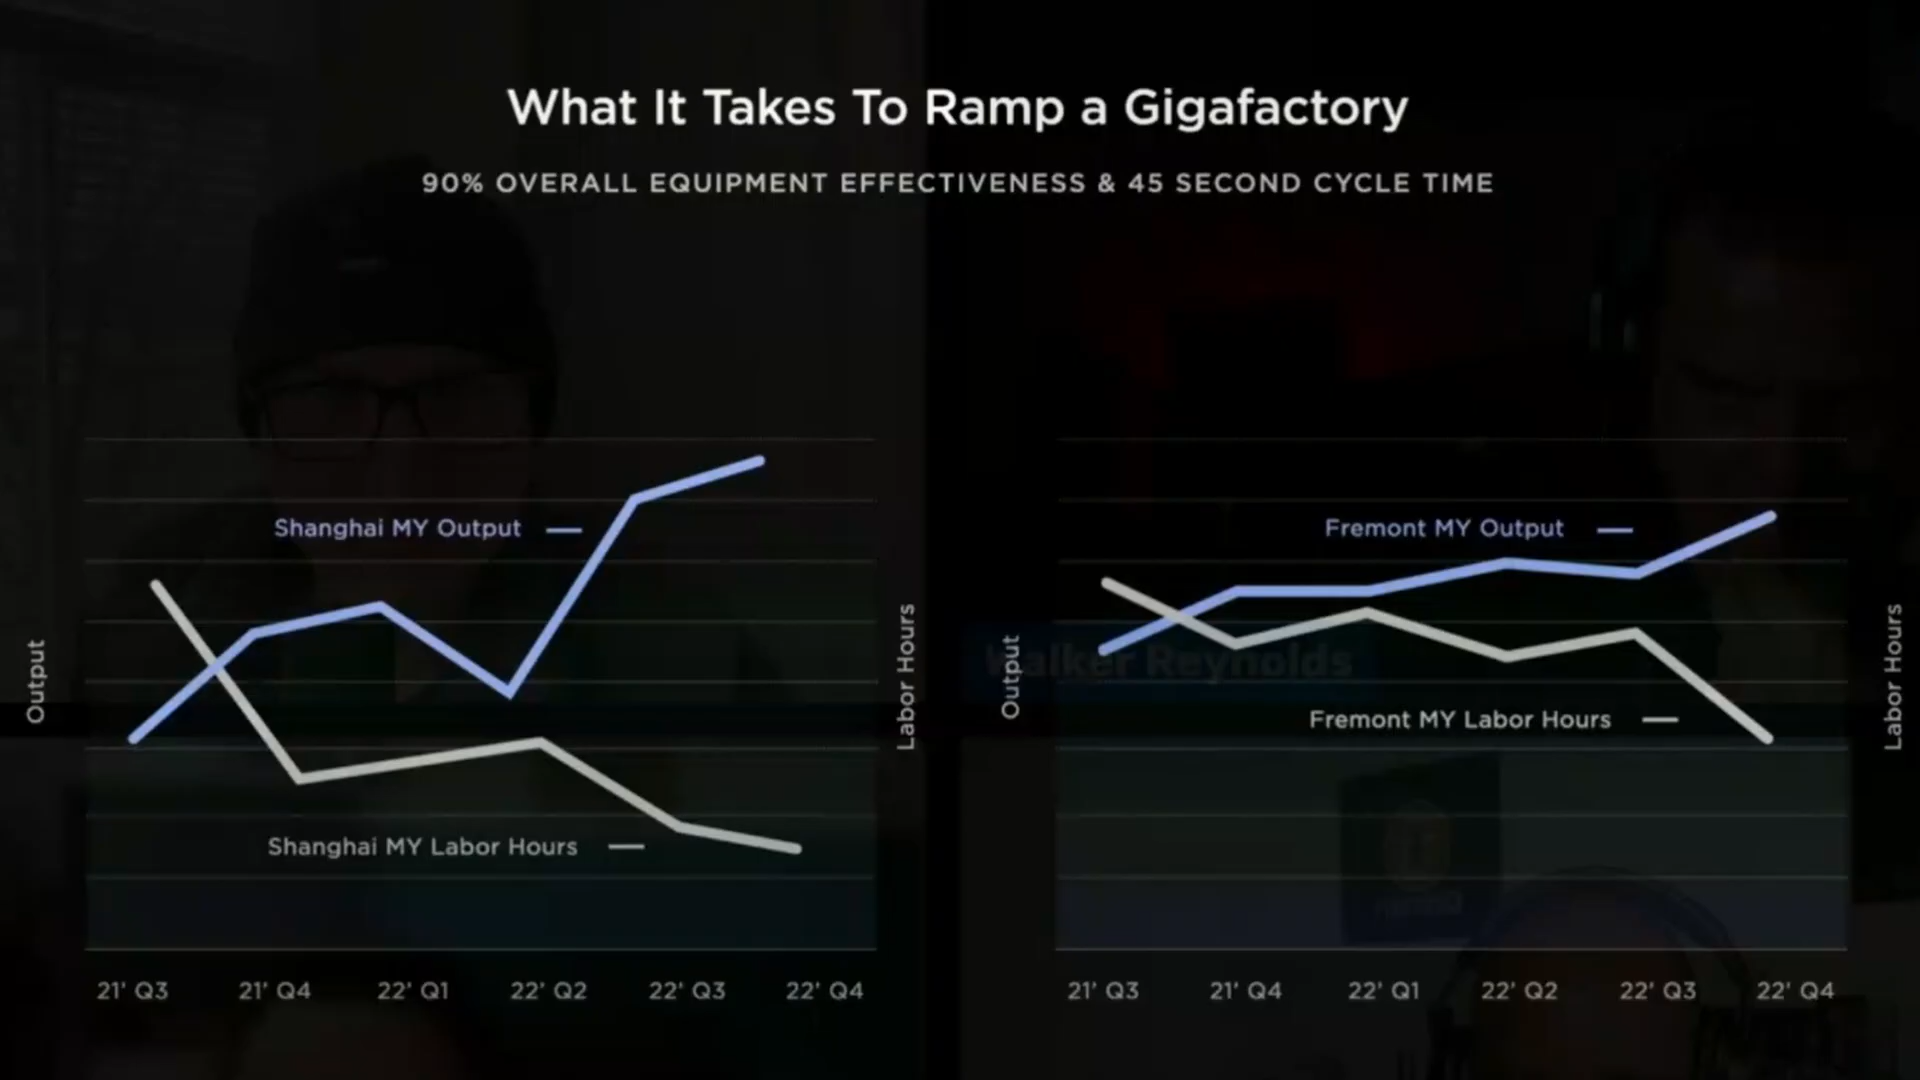 What It Takes To Ramp a Gigafactory
90% OVERALL EQUIPMENT EFFECTIVENESS & 45 SECOND CYCLE TIME
Shanghai MY Output
Shanghai MY Labor Hours
Output
Labor Hours
21' Q3
21' Q4
22' Q1
22' Q2
22' Q3
22' Q4
Fremont MY Output
Walker Reynolds
Fremont MY Labor Hours
Output
Labor Hours
21' Q3
21' Q4
22' Q1
22' Q2
22' Q3
22' Q4